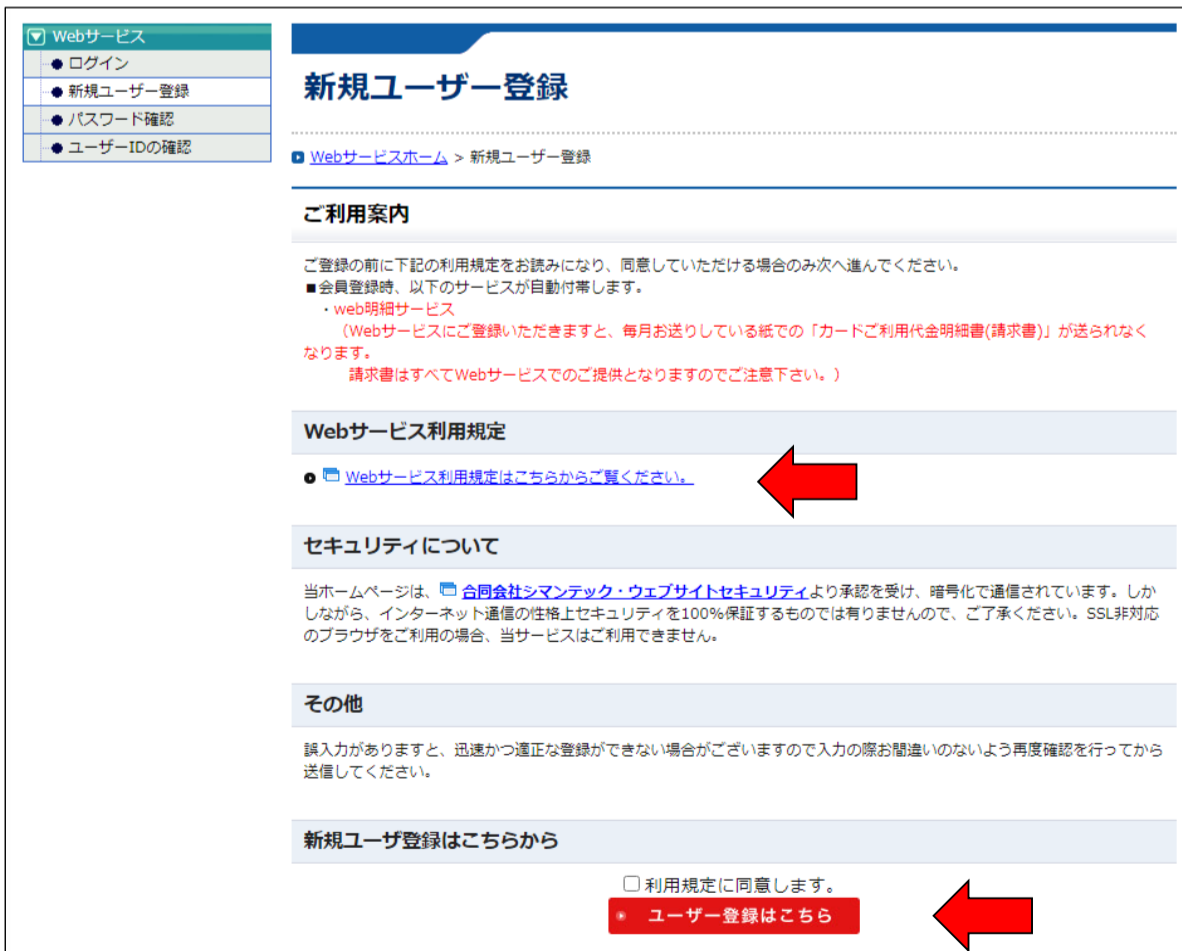 Webサービス
ログイン
新規ユーザー登録
パスワード確認
ユーザーIDの確認
新規ユーザー登録
Webサービスホーム > 新規ユーザー登録
ご利用案内
ご登録の前に下記の利用規定をお読みになり、同意していただける場合のみ次へ進んでください。
■会員登録時、以下のサービスが自動付帯します。
・web明細サービス
（Webサービスにご登録いただきますと、毎月お送りしている紙での「カードご利用代金明細書(請求書)」が送られなく
なります。
請求書はすべてWebサービスでのご提供となりますのでご注意下さい。）
Webサービス利用規定
Webサービス利用規定はこちらからご覧ください。
セキュリティについて
当ホームページは、合同会社シマンテック・ウェブサイトセキュリティより承認を受け、暗号化で通信されています。しか
しながら、インターネット通信の性格上セキュリティを100%保証するものでは有りませんので、ご了承ください。SSL非対応
のブラウザをご利用の場合、当サービスはご利用できません。
その他
誤入力がありますと、迅速かつ適正な登録ができない場合がございますので入力の際お間違いのないよう再度確認を行ってから
送信してください。
新規ユーザ登録はこちらから
利用規定に同意します。
ユーザー登録はこちら